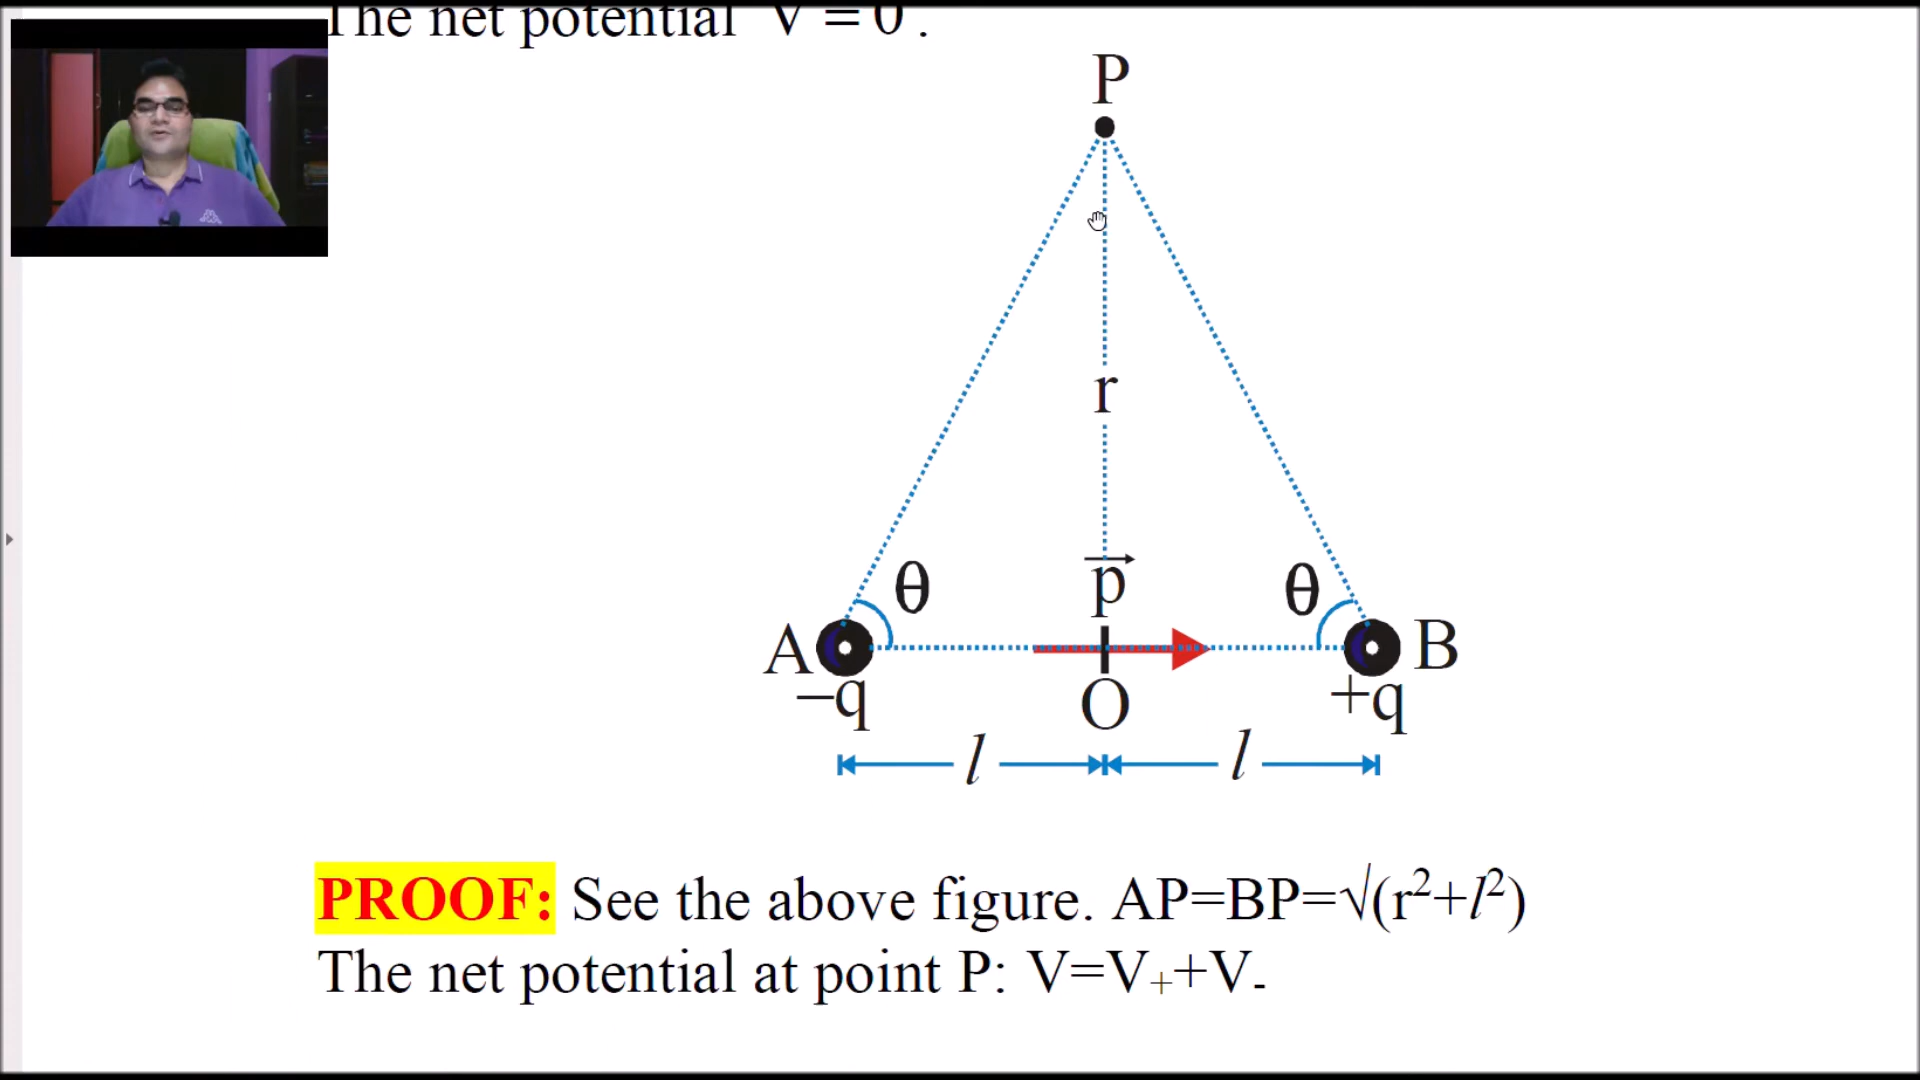 The net potential V = 0 .
P
r
p⃗
θ
θ
A
B
–q
O
+q
l
l
PROOF: See the above figure. AP=BP=√(r²+l²)
The net potential at point P: V=V₊+V₋